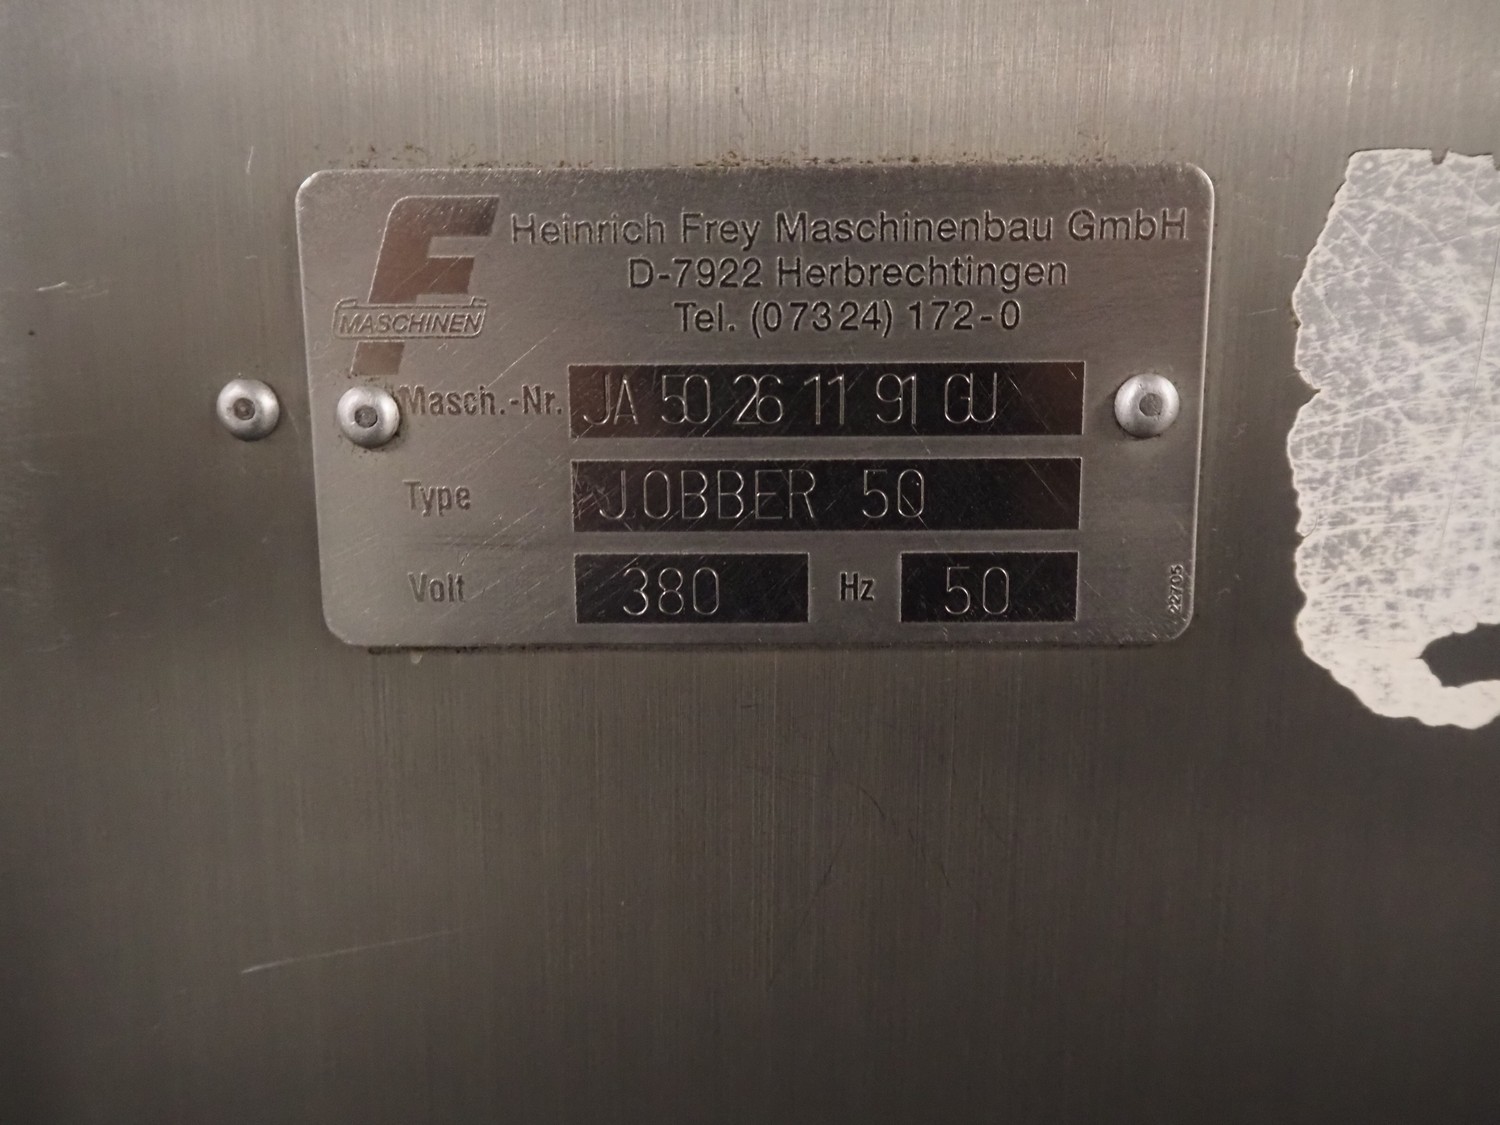 F
MASCHINEN
Heinrich Frey Maschinenbau GmbH
D-7922 Herbrechtingen
Tel. (07324) 172-0
Masch.-Nr. JA 50 26 11 91 GU
Type JOBBER 50
Volt 380 Hz 50
22705